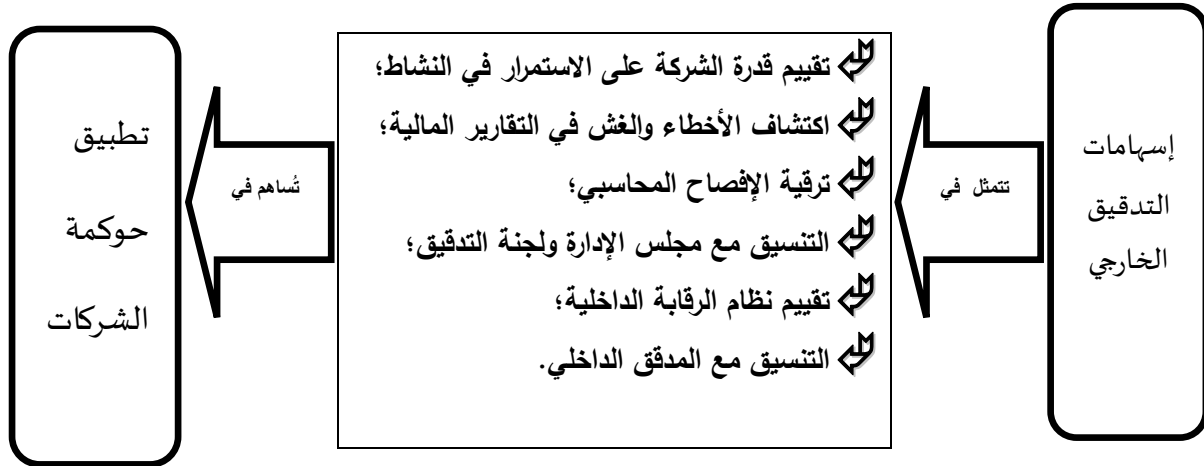 إسهامات
التدقيق
الخارجي
تتمثل في
تقييم قدرة الشركة على الاستمرار في النشاط؛
اكتشاف الأخطاء والغش في التقارير المالية؛
ترقية الإفصاح المحاسبي؛
التنسيق مع مجلس الإدارة ولجنة التدقيق؛
تقييم نظام الرقابة الداخلية؛
التنسيق مع المدقق الداخلي.
تُساهم في
تطبيق
حوكمة
الشركات